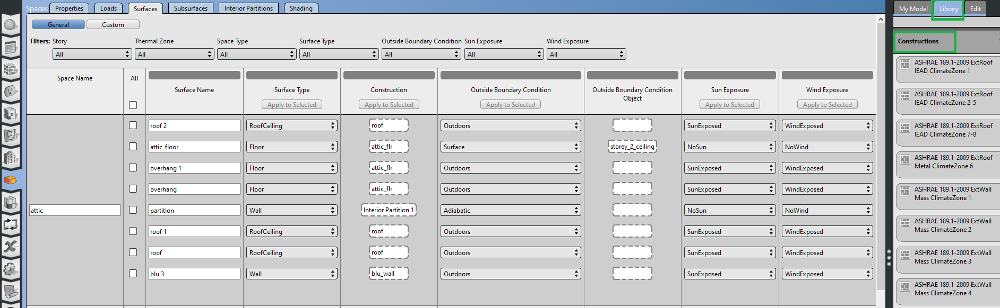 Spaces Properties Loads Surfaces Subsurfaces Interior Partitions Shading
My Model Library Edit
General Custom
Filters: Story Thermal Zone Space Type Surface Type Outside Boundary Condition Sun Exposure Wind Exposure
All All All All All All All
Space Name All Surface Name Surface Type Construction Outside Boundary Condition Outside Boundary Condition Object Sun Exposure Wind Exposure
Apply to Selected Apply to Selected Apply to Selected Apply to Selected Apply to Selected
roof 2 RoofCeiling roof Outdoors SunExposed WindExposed
attic_floor Floor attic_flr Surface storey_2_ceiling NoSun NoWind
overhang 1 Floor attic_flr Outdoors SunExposed WindExposed
overhang Floor attic_flr Outdoors SunExposed WindExposed
attic partition Wall Interior Partition 1 Adiabatic NoSun NoWind
roof 1 RoofCeiling roof Outdoors SunExposed WindExposed
roof RoofCeiling roof Outdoors SunExposed WindExposed
blu 3 Wall blu_wall Outdoors SunExposed WindExposed
Constructions
ASHRAE 189.1-2009 ExtRoof
IEAD ClimateZone 1
ASHRAE 189.1-2009 ExtRoof
IEAD ClimateZone 2-5
ASHRAE 189.1-2009 ExtRoof
IEAD ClimateZone 7-8
ASHRAE 189.1-2009 ExtRoof
Metal ClimateZone 6
ASHRAE 189.1-2009 ExtWall
Mass ClimateZone 1
ASHRAE 189.1-2009 ExtWall
Mass ClimateZone 2
ASHRAE 189.1-2009 ExtWall
Mass ClimateZone 3
ASHRAE 189.1-2009 ExtWall
Mass ClimateZone 4